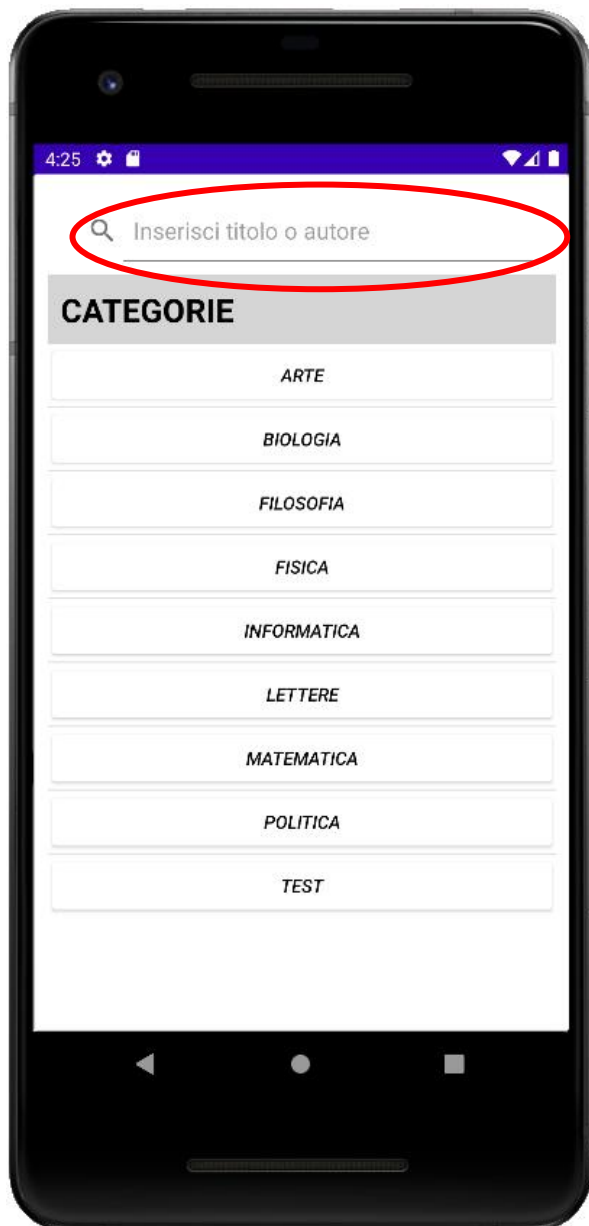 4:25
Inserisci titolo o autore
CATEGORIE
ARTE
BIOLOGIA
FILOSOFIA
FISICA
INFORMATICA
LETTERE
MATEMATICA
POLITICA
TEST